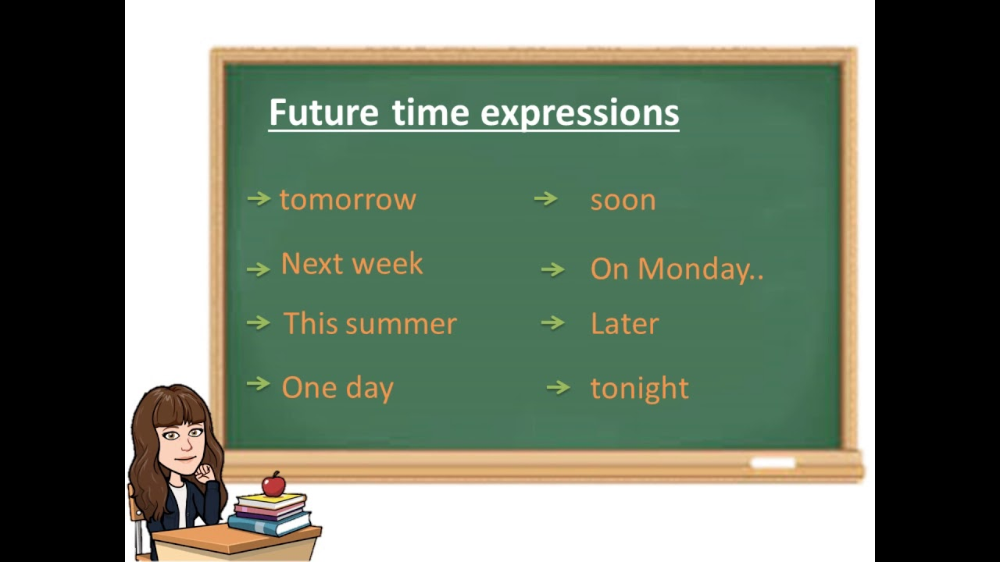 Future time expressions
tomorrow
soon
Next week
On Monday..
This summer
Later
One day
tonight